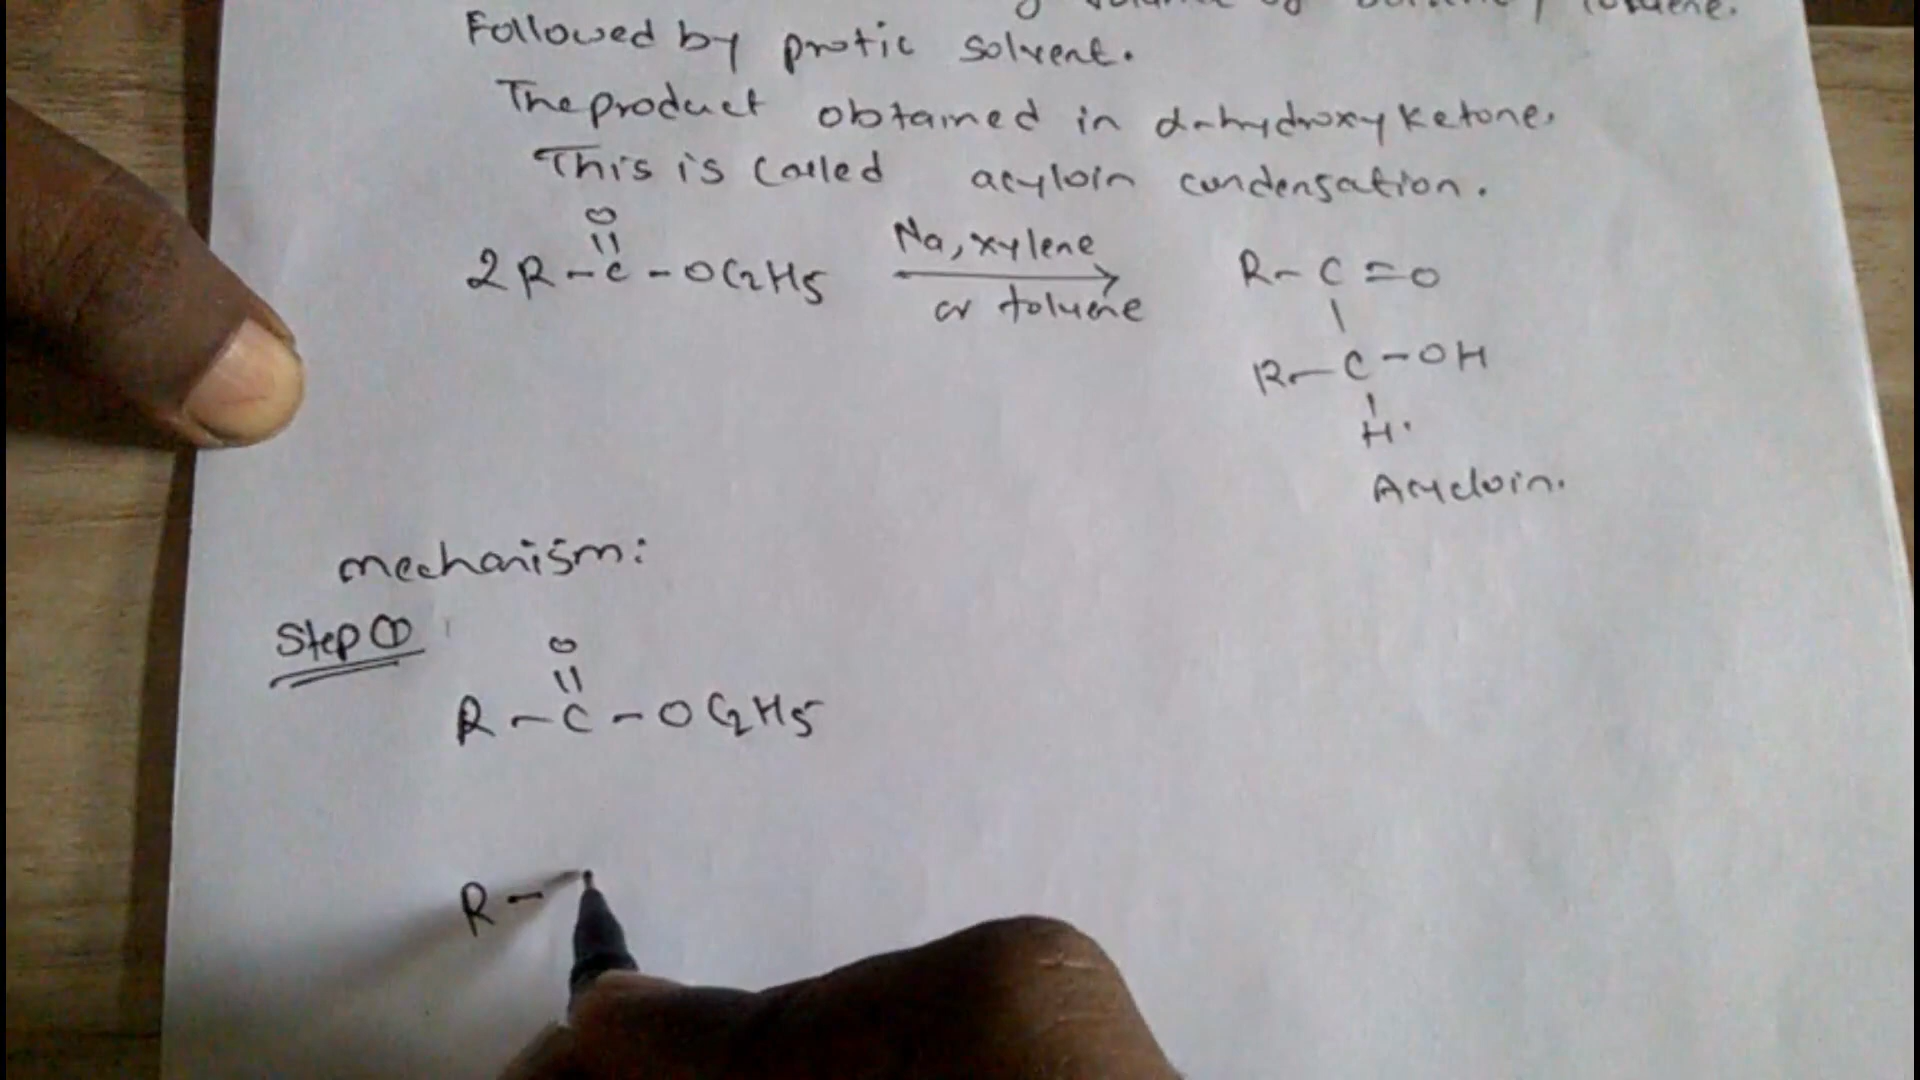 Followed by protic solvent.
The product obtained in α-hydroxy ketone.
This is called acyloin condensation.
O
||
2R-C-OC2H5
Na, xylene
or toluene
R-C=O
|
R-C-OH
|
H.
Acyloin.
mechanism:
Step ①
O
||
R-C-OC2H5
R-